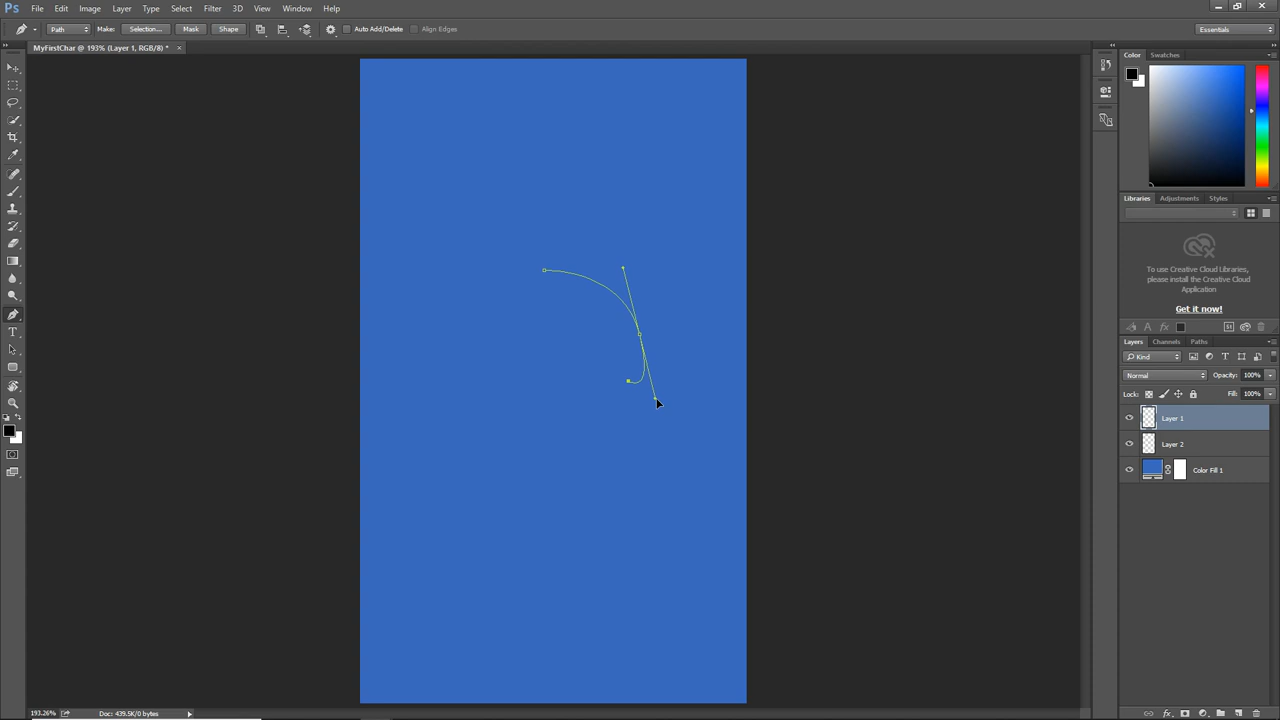 Ps File Edit Image Layer Type Select Filter 3D View Window Help
Path Make: Selection... Mask Shape Auto Add/Delete Align Edges Essentials
MyFirstChar @ 193% (Layer 1, RGB/8) * ×
Color Swatches
Libraries Adjustments Styles
To use Creative Cloud Libraries,
please install the Creative Cloud
Application
Get it now!
Layers Channels Paths
Kind
Normal Opacity: 100%
Lock: Fill: 100%
Layer 1
Layer 2
Color Fill 1
193.26% Doc: 439.5K/0 bytes